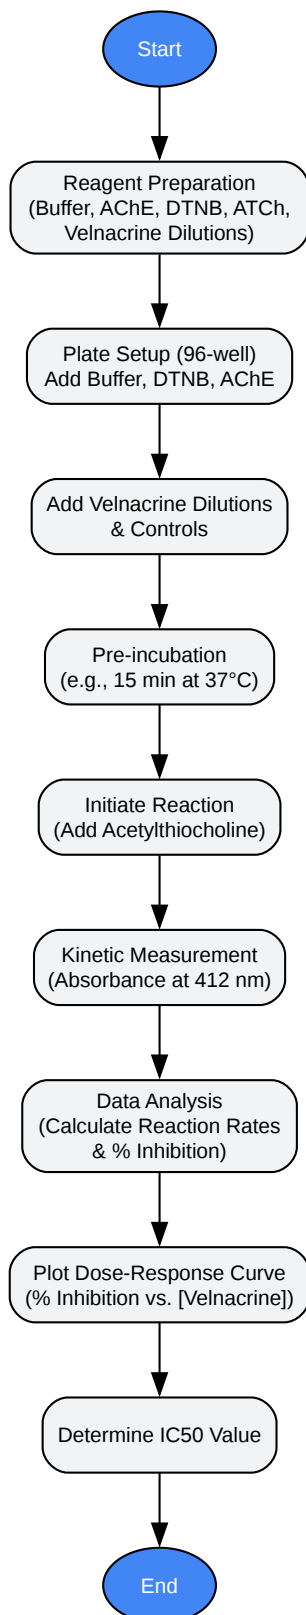 Start
Reagent Preparation
(Buffer, AChE, DTNB, ATCh,
Velnacrine Dilutions)
Plate Setup (96-well)
Add Buffer, DTNB, AChE
Add Velnacrine Dilutions
& Controls
Pre-incubation
(e.g., 15 min at 37°C)
Initiate Reaction
(Add Acetylthiocholine)
Kinetic Measurement
(Absorbance at 412 nm)
Data Analysis
(Calculate Reaction Rates
& % Inhibition)
Plot Dose-Response Curve
(% Inhibition vs. [Velnacrine])
Determine IC50 Value
End